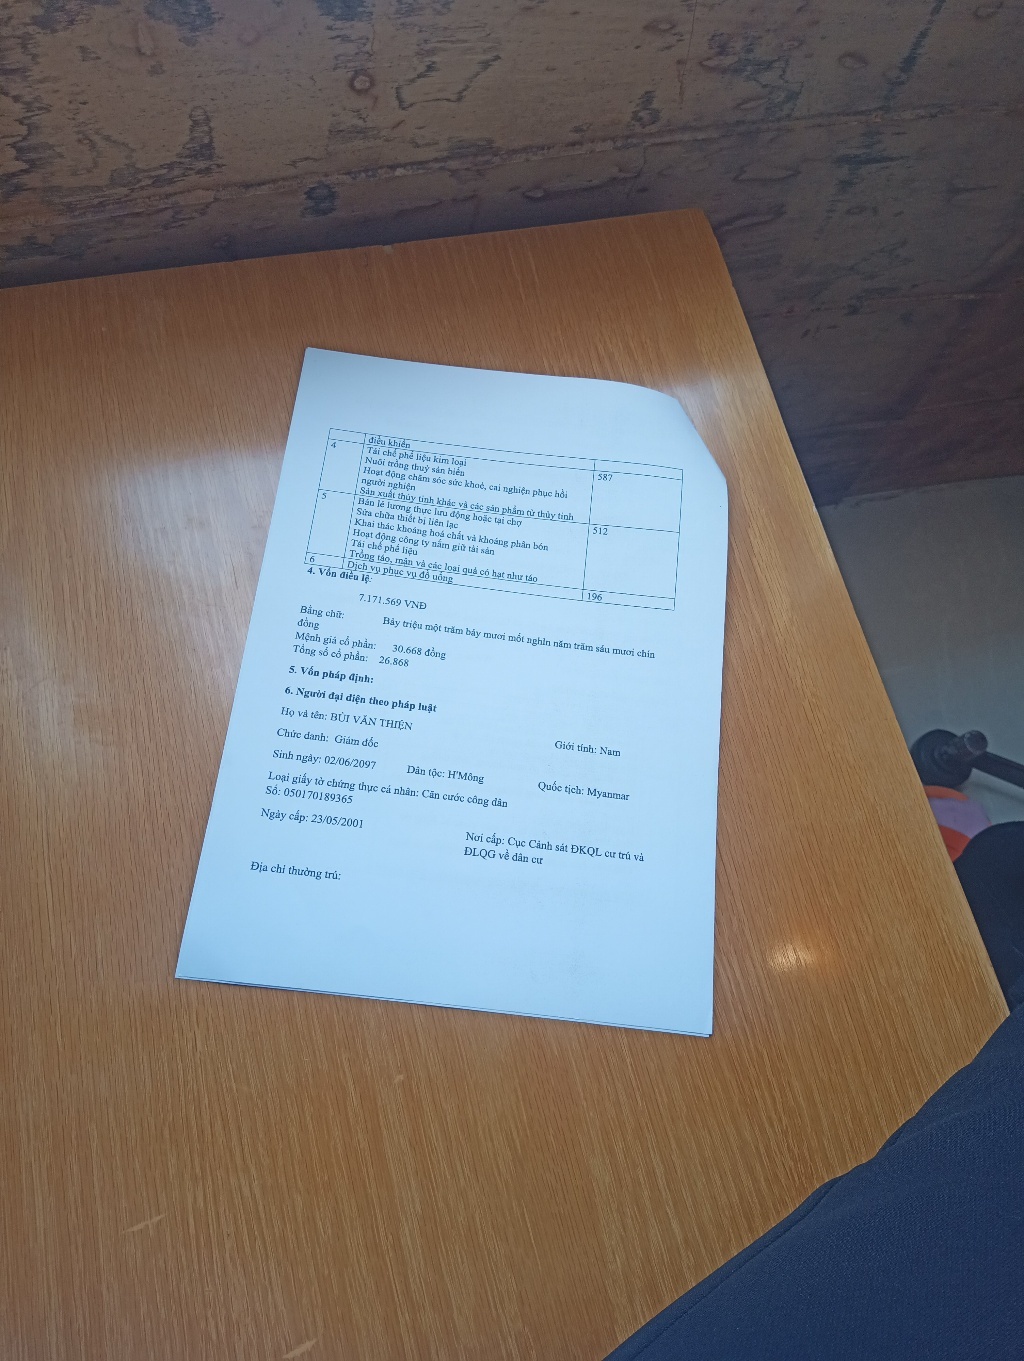 điều khiển
4 Tái chế phế liệu kim loại 587
Nuôi trồng thuỷ sản biển
Hoạt động chăm sóc sức khoẻ, cai nghiện phục hồi
người nghiện
Sản xuất thủy tinh khác và các sản phẩm từ thủy tinh
5 Bán lẻ lương thực lưu động hoặc tại chợ 512
Sửa chữa thiết bị liên lạc
Khai thác khoáng hoá chất và khoáng phân bón
Hoạt động công ty nắm giữ tài sản
Tái chế phế liệu
Trồng táo, mận và các loại quả có hạt như táo
6 Dịch vụ phục vụ đồ uống 196
4. Vốn điều lệ:
7.171.569 VNĐ
Bằng chữ: Bảy triệu một trăm bảy mươi mốt nghìn năm trăm sáu mươi chín
đồng
Mệnh giá cổ phần: 30.668 đồng
Tổng số cổ phần: 26.868
5. Vốn pháp định:
6. Người đại diện theo pháp luật
Họ và tên: BÙI VĂN THIỆN Giới tính: Nam
Chức danh: Giám đốc
Sinh ngày: 02/06/2097 Dân tộc: H'Mông Quốc tịch: Myanmar
Loại giấy tờ chứng thực cá nhân: Căn cước công dân
Số: 050170189365
Ngày cấp: 23/05/2001 Nơi cấp: Cục Cảnh sát ĐKQL cư trú và
ĐLQG về dân cư
Địa chỉ thường trú: